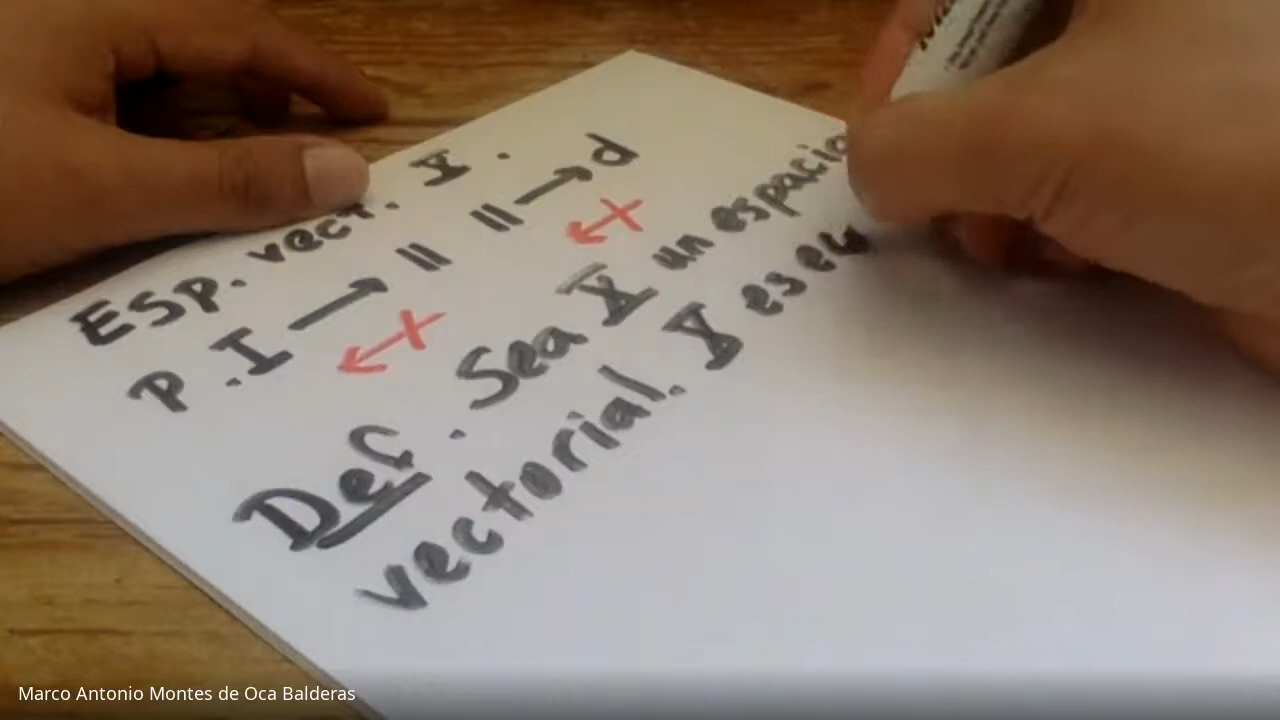 Esp. vect. X.
P.I → || || → d
Def. Sea X un espacio
vectorial. X es
Marco Antonio Montes de Oca Balderas